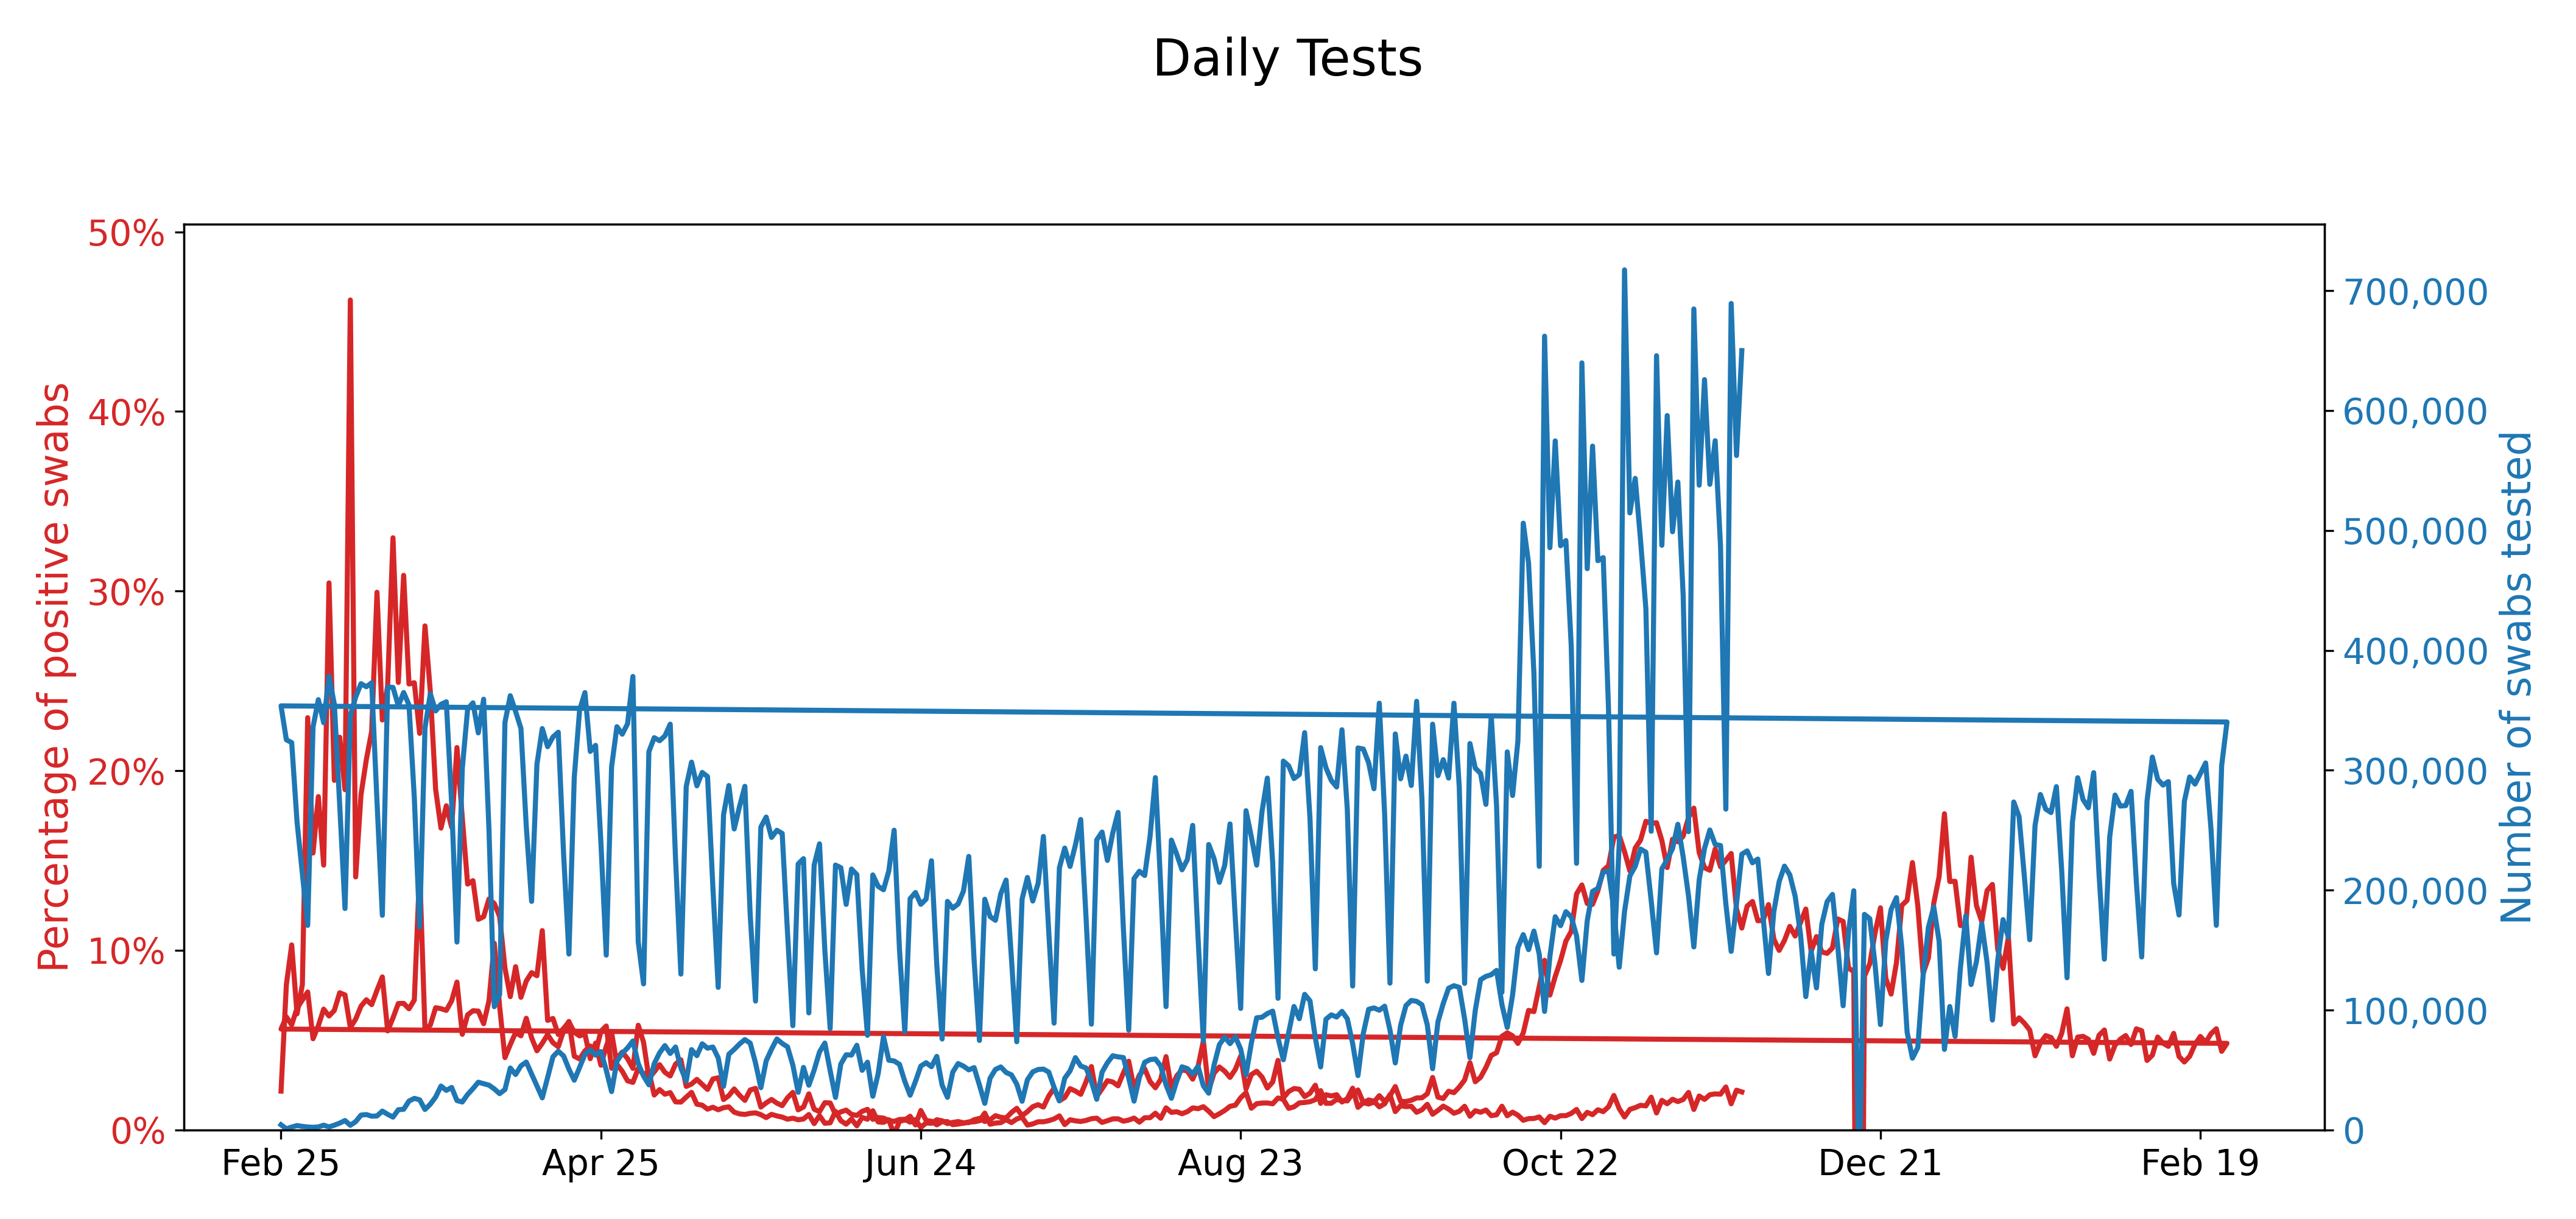 Daily Tests
50%
40%
30%
20%
10%
0%
Percentage of positive swabs
700,000
600,000
500,000
400,000
300,000
200,000
100,000
0
Number of swabs tested
Feb 25
Apr 25
Jun 24
Aug 23
Oct 22
Dec 21
Feb 19